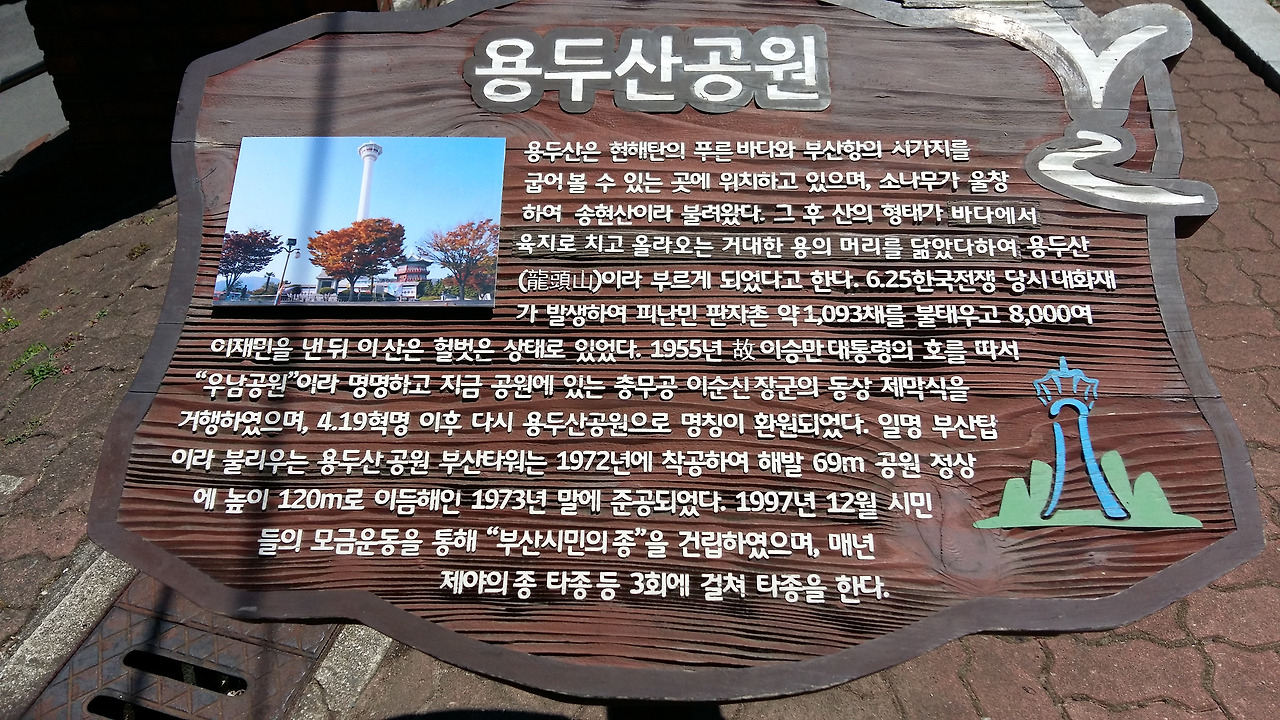 용두산공원
용두산은 현해탄의 푸른 바다와 부산항의 시가지를
굽어 볼 수 있는 곳에 위치하고 있으며, 소나무가 울창
하여 송현산이라 불려왔다. 그 후 산의 형태가 바다에서
육지로 치고 올라오는 거대한 용의 머리를 닮았다하여 용두산
(龍頭山)이라 부르게 되었다고 한다. 6.25한국전쟁 당시 대화재
가 발생하여 피난민 판자촌 약 1,093채를 불태우고 8,000여
이재민을 낸 뒤 이 산은 헐벗은 상태로 있었다. 1955년 故 이승만 대통령의 호를 따서
“우남공원”이라 명명하고 지금 공원에 있는 충무공 이순신 장군의 동상 제막식을
거행하였으며, 4.19혁명 이후 다시 용두산공원으로 명칭이 환원되었다. 일명 부산탑
이라 불리우는 용두산 공원 부산타워는 1972년에 착공하여 해발 69m 공원 정상
에 높이 120m로 이듬해인 1973년 말에 준공되었다. 1997년 12월 시민
들의 모금운동을 통해 “부산시민의 종”을 건립하였으며, 매년
제야의 종 타종 등 3회에 걸쳐 타종을 한다.